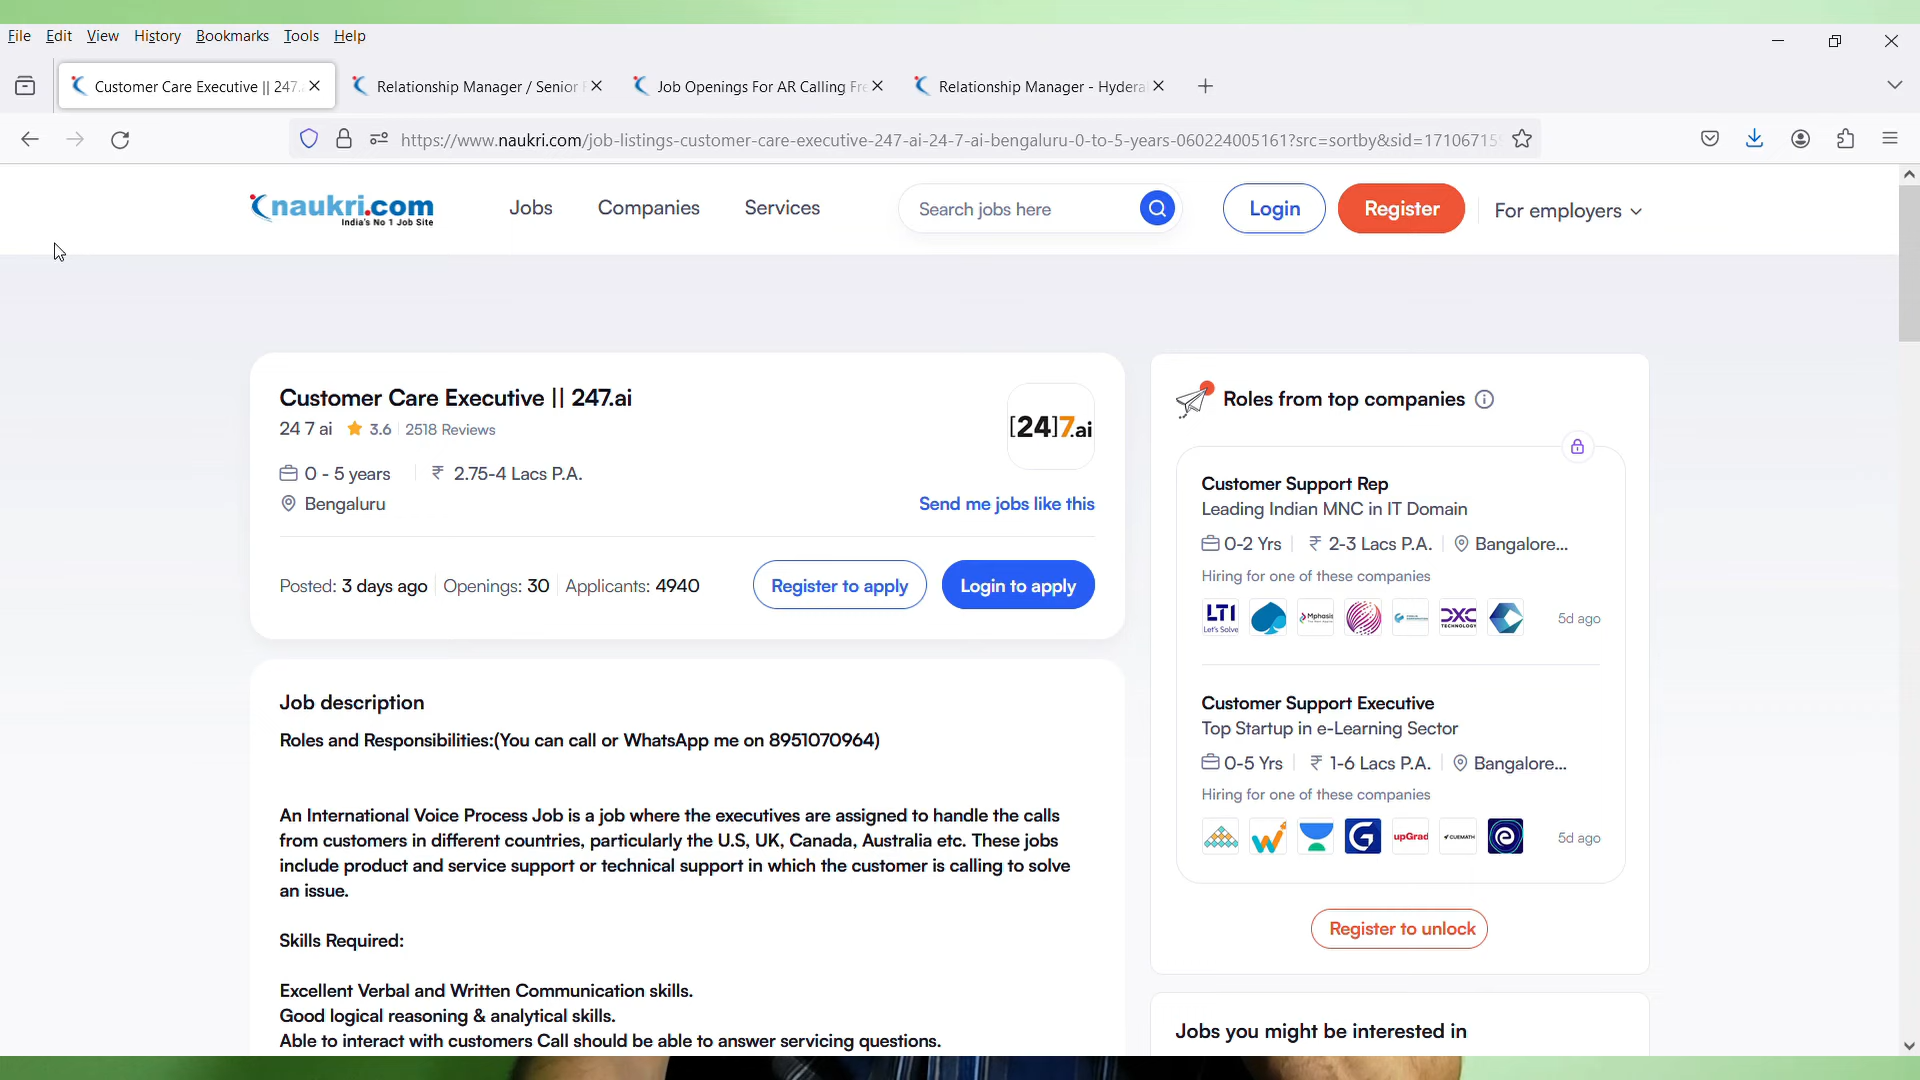 File Edit View History Bookmarks Tools Help
Customer Care Executive || 247.
Relationship Manager / Senior
Job Openings For AR Calling Fre
Relationship Manager - Hydera
https://www.naukri.com/job-listings-customer-care-executive-247-ai-24-7-ai-bengaluru-0-to-5-years-060224005161?src=sortby&sid=1710671
naukri.com
India's No 1 Job Site
Jobs Companies Services
Search jobs here
Login Register For employers
Customer Care Executive || 247.ai
24 7 ai 3.6 2518 Reviews
[24]7.ai
0 - 5 years ₹ 2.75-4 Lacs P.A.
Bengaluru
Send me jobs like this
Posted: 3 days ago Openings: 30 Applicants: 4940
Register to apply Login to apply
Job description
Roles and Responsibilities:(You can call or WhatsApp me on 8951070964)
An International Voice Process Job is a job where the executives are assigned to handle the calls
from customers in different countries, particularly the U.S, UK, Canada, Australia etc. These jobs
include product and service support or technical support in which the customer is calling to solve
an issue.
Skills Required:
Excellent Verbal and Written Communication skills.
Good logical reasoning & analytical skills.
Able to interact with customers Call should be able to answer servicing questions.
Roles from top companies
Customer Support Rep
Leading Indian MNC in IT Domain
0-2 Yrs ₹ 2-3 Lacs P.A. Bangalore...
Hiring for one of these companies
LTI
Let's Solve
Mphasis
DXC
TECHNOLOGY
5d ago
Customer Support Executive
Top Startup in e-Learning Sector
0-5 Yrs ₹ 1-6 Lacs P.A. Bangalore...
Hiring for one of these companies
upGrad
CUEMATH
5d ago
Register to unlock
Jobs you might be interested in